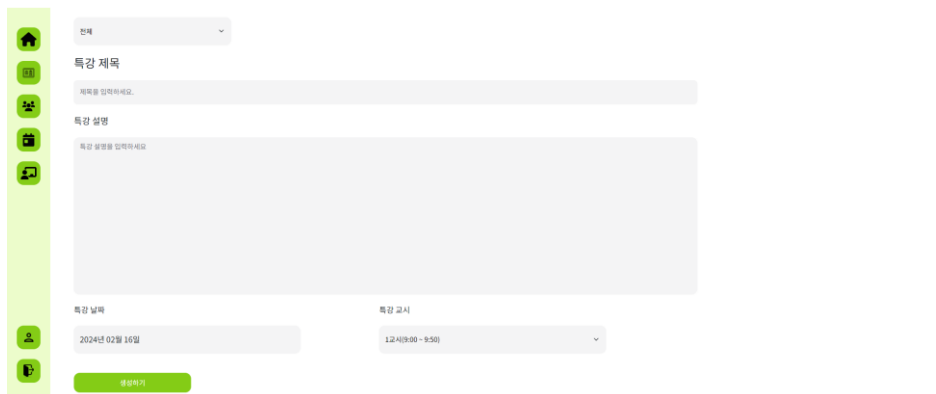 전체
특강 제목
제목을 입력하세요.
특강 설명
특강 설명을 입력하세요
특강 날짜
특강 교시
2024년 02월 16일
1교시(9:00 ~ 9:50)
생성하기